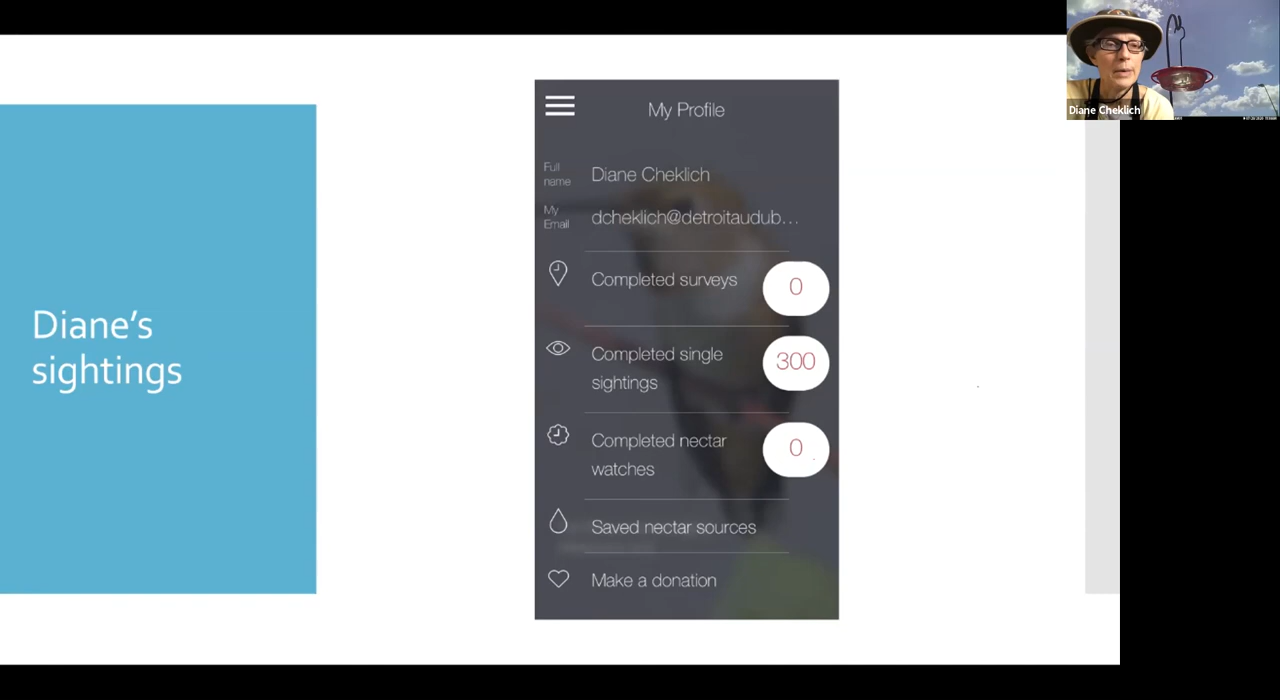 Diane's
sightings
My Profile
Full
name
Diane Cheklich
My
Email
dcheklich@detroitaudub...
Completed surveys
0
Completed single
sightings
300
Completed nectar
watches
0
Saved nectar sources
Make a donation
Diane Cheklich